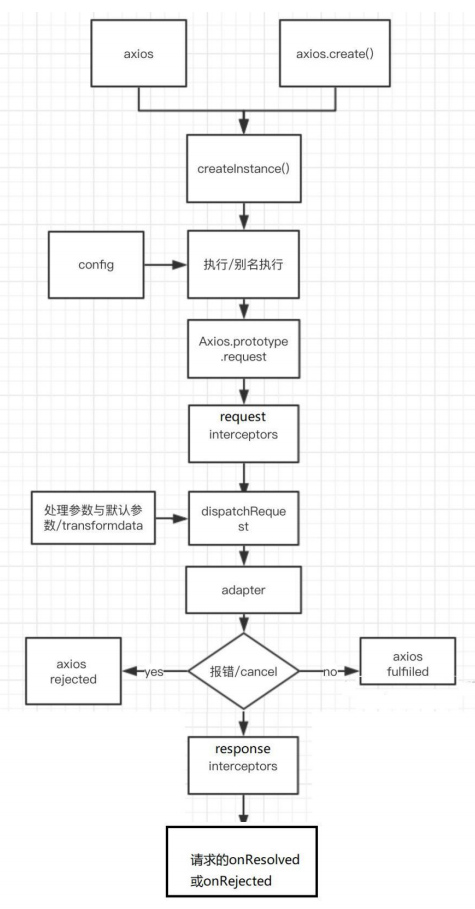 axios
axios.create()
createInstance()
config
执行/别名执行
Axios.prototype
.request
request
interceptors
处理参数与默认参
数/transformdata
dispatchReque
st
adapter
axios
rejected
yes
报错/cancel
no
axios
fulfiiled
response
interceptors
请求的onResolved
或onRejected